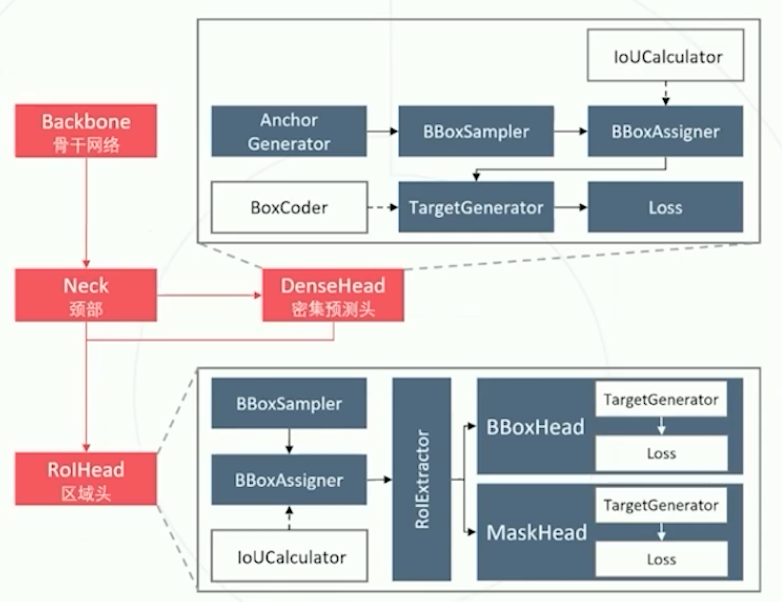 IoUCalculator
Backbone
骨干网络
Anchor
Generator
BBoxSampler
BBoxAssigner
BoxCoder
TargetGenerator
Loss
Neck
颈部
DenseHead
密集预测头
BBoxSampler
BBoxAssigner
IoUCalculator
RoIHead
区域头
RoIExtractor
BBoxHead
TargetGenerator
Loss
MaskHead
TargetGenerator
Loss